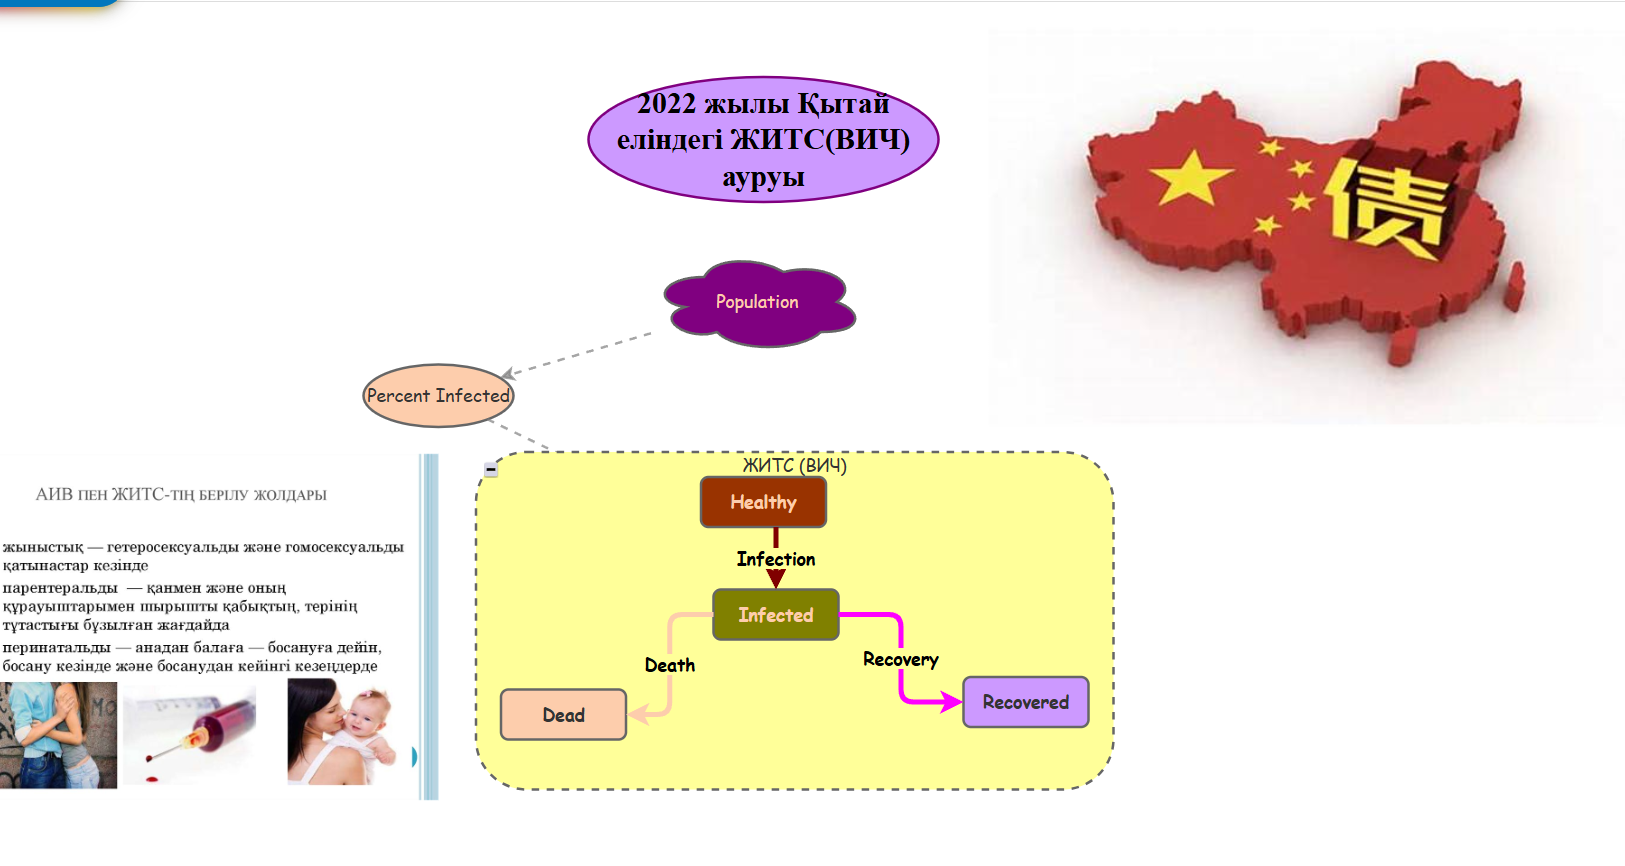 2022 жылы Қытай
еліндегі ЖИТС(ВИЧ)
ауруы
债
Population
Percent Infected
ЖИТС (ВИЧ)
Healthy
Infection
Infected
Death
Recovery
Dead
Recovered
АИВ ПЕН ЖИТС-ТІҢ БЕРІЛУ ЖОЛДАРЫ
жыныстық — гетеросексуальды және гомосексуальды
қатынастар кезінде
парентеральды — қанмен және оның
құрауыштарымен шырышты қабықтың, терінің
тұтастығы бұзылған жағдайда
перинатальды — анадан балаға — босануға дейін,
босану кезінде және босанудан кейінгі кезеңдерде